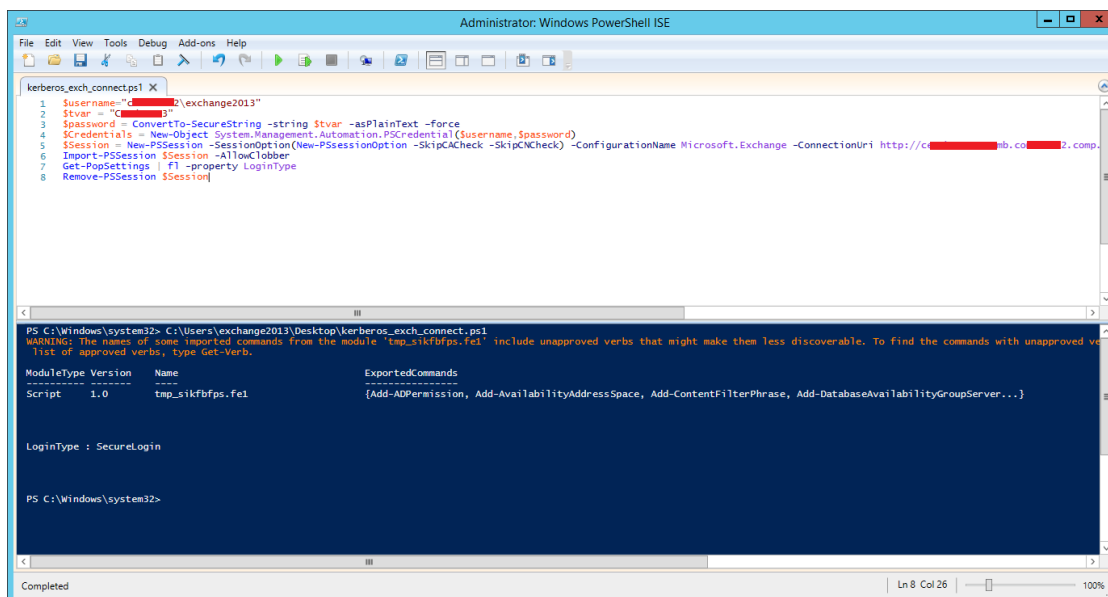 Administrator: Windows PowerShell ISE
File Edit View Tools Debug Add-ons Help
kerberos_exch_connect.ps1 X
1 $username="c 2\exchange2013"
2 $tvar = "C 3"
3 $password = ConvertTo-SecureString -string $tvar -asPlainText -force
4 $Credentials = New-Object System.Management.Automation.PSCredential($username,$password)
5 $Session = New-PSSession -SessionOption(New-PSsessionOption -SkipCACheck -SkipCNCheck) -ConfigurationName Microsoft.Exchange -ConnectionUri http://ce mb.co 2.comp.
6 Import-PSSession $Session -AllowClobber
7 Get-PopSettings | fl -property LoginType
8 Remove-PSSession $Session
PS C:\Windows\system32> C:\Users\exchange2013\Desktop\kerberos_exch_connect.ps1
WARNING: The names of some imported commands from the module 'tmp_sikfbfps.fe1' include unapproved verbs that might make them less discoverable. To find the commands with unapproved ve
list of approved verbs, type Get-Verb.
ModuleType Version Name ExportedCommands
---------- ------- ---- ----------------
Script 1.0 tmp_sikfbfps.fe1 {Add-ADPermission, Add-AvailabilityAddressSpace, Add-ContentFilterPhrase, Add-DatabaseAvailabilityGroupServer...}
LoginType : SecureLogin
PS C:\Windows\system32>
Completed
Ln 8 Col 26
100%